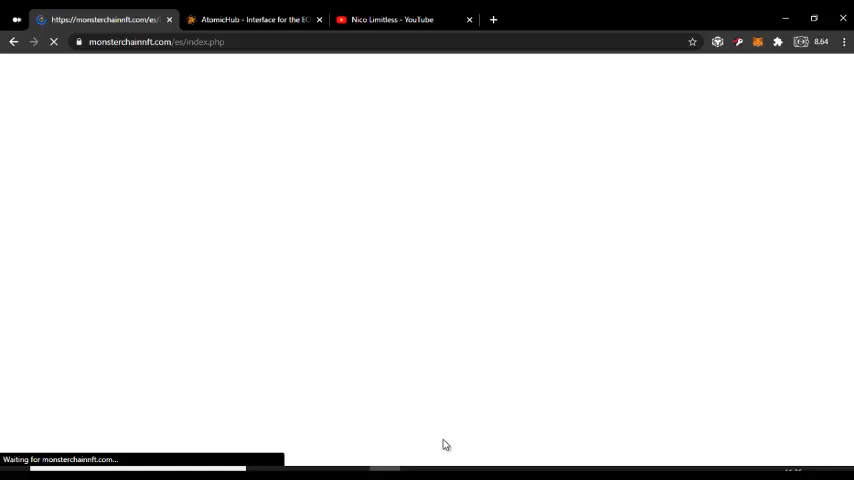 https://monsterchainnft.com/es/
AtomicHub - Interface for the EO
Nico Limitless - YouTube
monsterchainnft.com/es/index.php
8.64
Waiting for monsterchainnft.com...